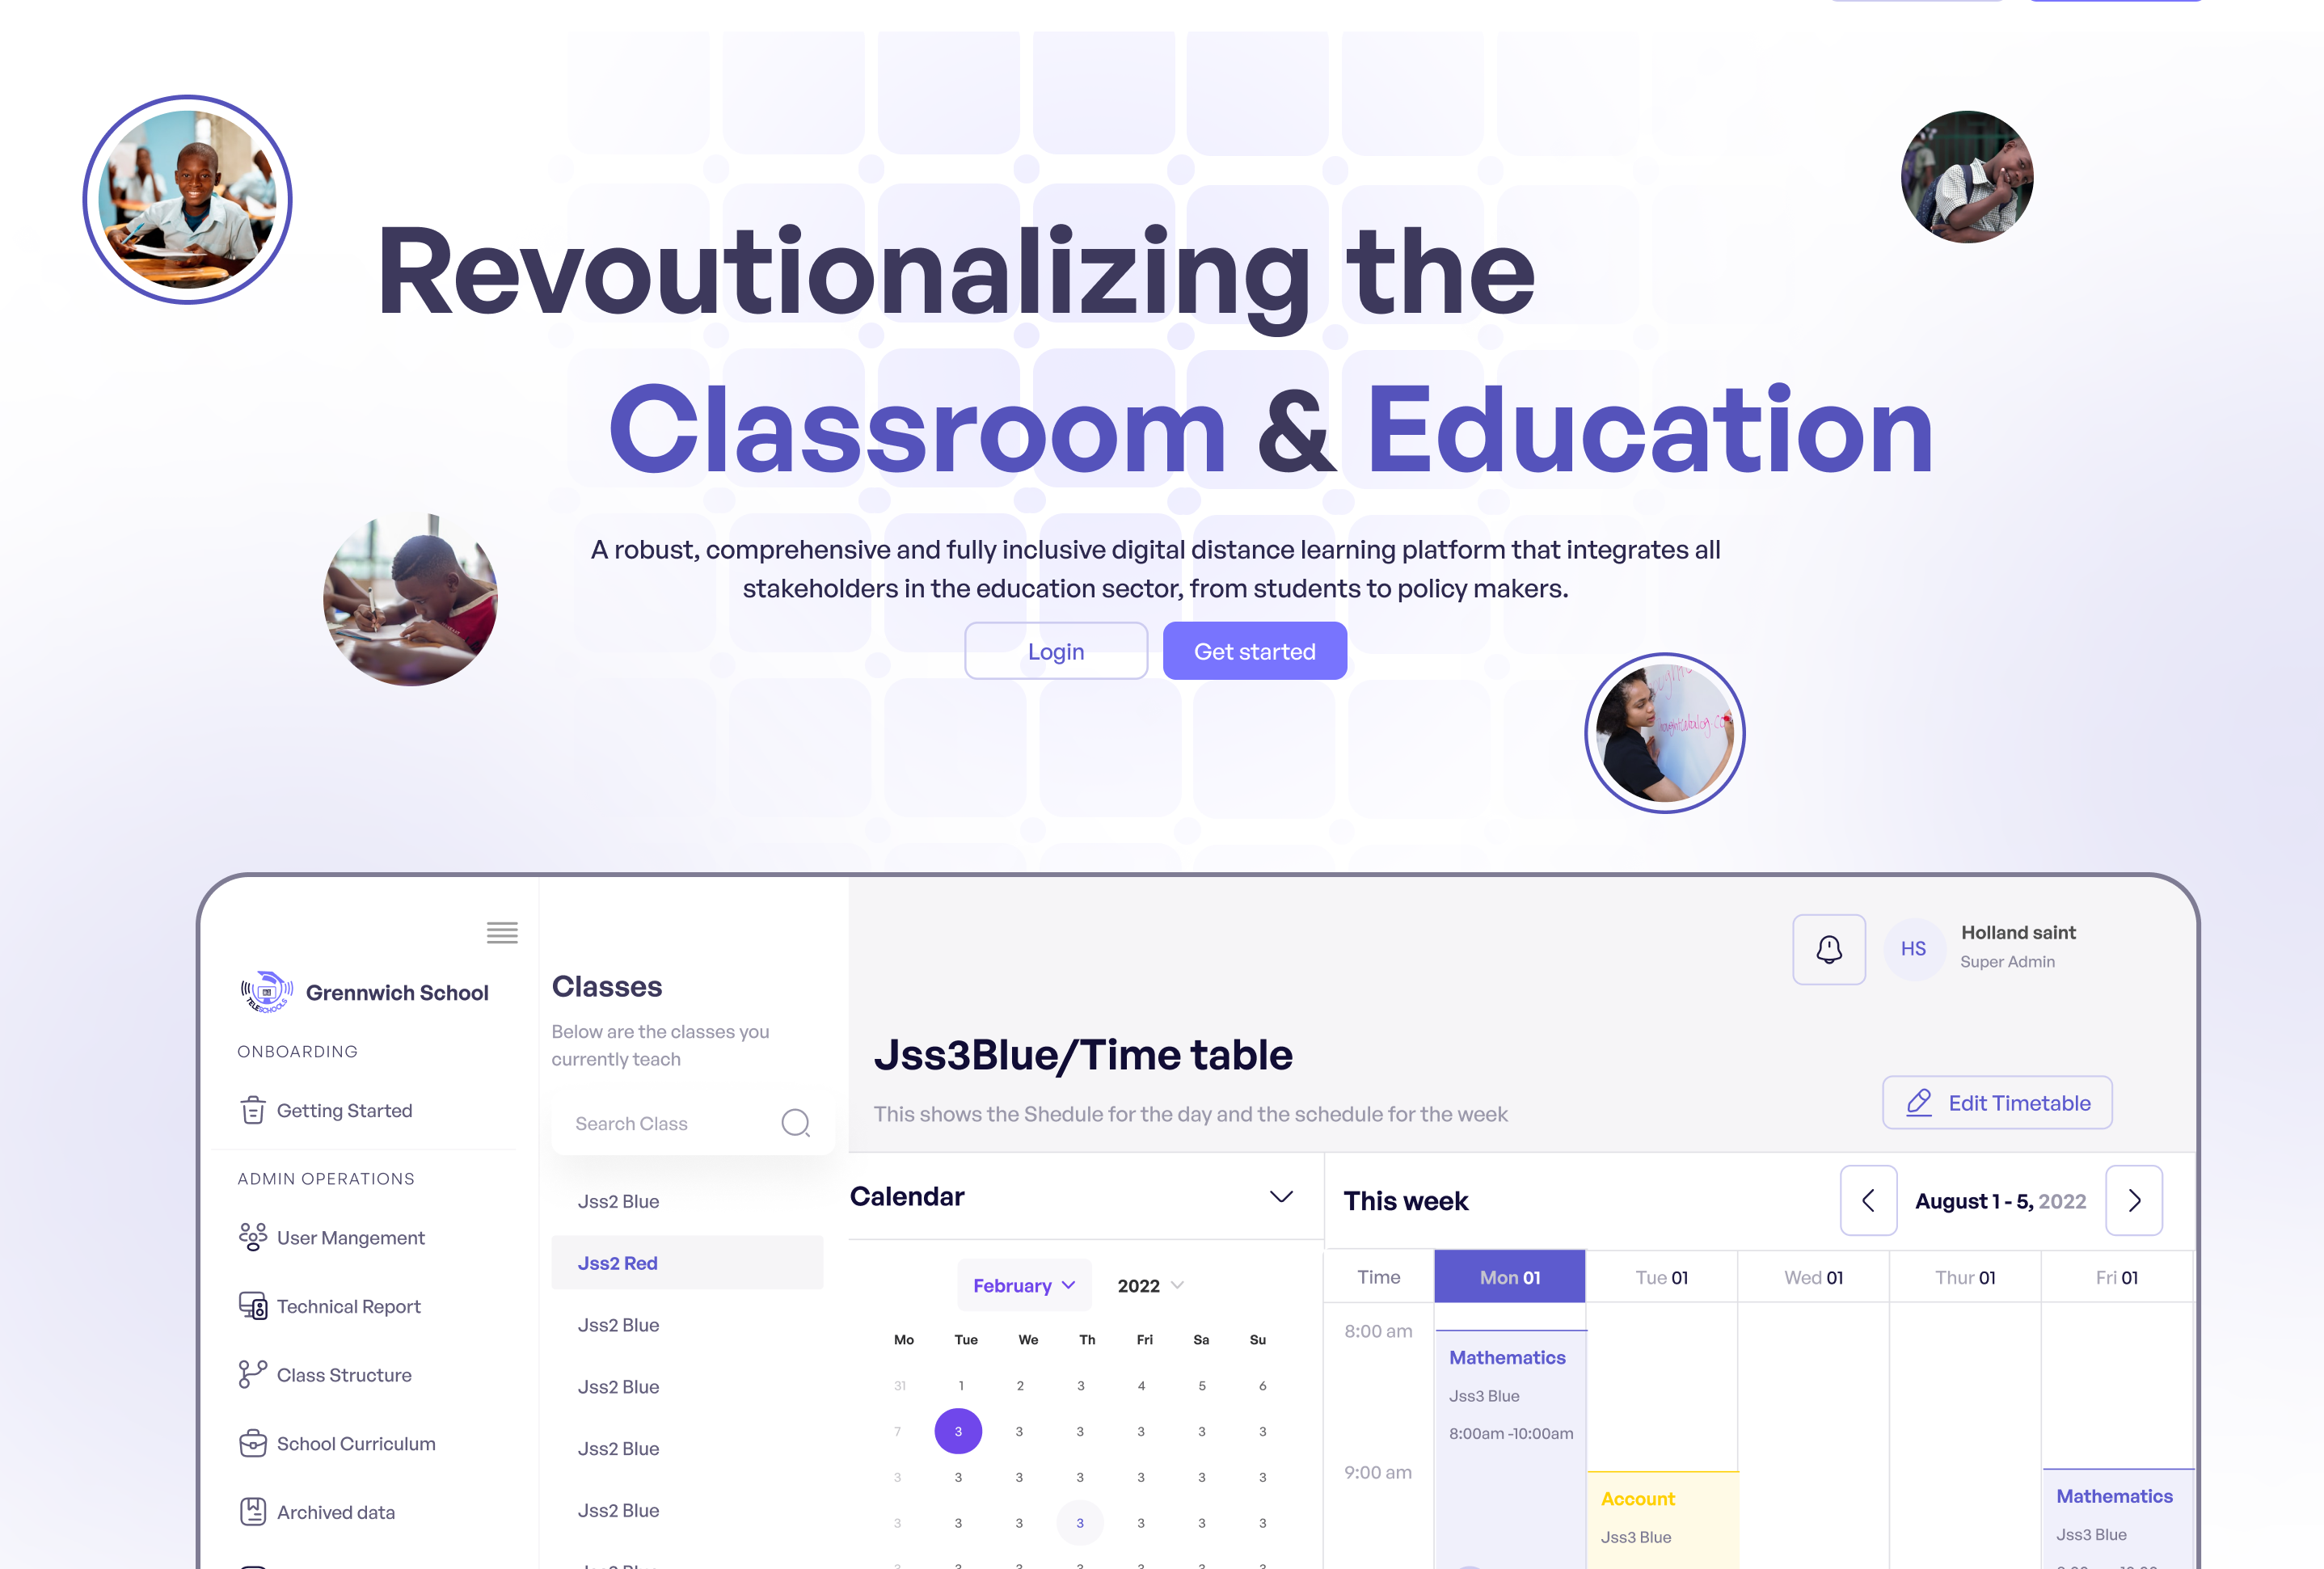 Revoutionalizing the
Classroom & Education
A robust, comprehensive and fully inclusive digital distance learning platform that integrates all
stakeholders in the education sector, from students to policy makers.
Login
Get started
Holland saint
HS
Super Admin
TELESCHOOLS
Grennwich School
ONBOARDING
Getting Started
ADMIN OPERATIONS
User Mangement
Technical Report
Class Structure
School Curriculum
Archived data
Classes
Below are the classes you
currently teach
Search Class
Jss2 Blue
Jss2 Red
Jss2 Blue
Jss2 Blue
Jss2 Blue
Jss2 Blue
Jss3Blue/Time table
This shows the Shedule for the day and the schedule for the week
Edit Timetable
Calendar
February 2022
Mo Tue We Th Fri Sa Su
31 1 2 3 4 5 6
7 3 3 3 3 3 3
3 3 3 3 3 3 3
3 3 3 3 3 3 3
This week
August 1 - 5, 2022
Time Mon 01 Tue 01 Wed 01 Thur 01 Fri 01
8:00 am
Mathematics
Jss3 Blue
8:00am -10:00am
9:00 am
Account
Jss3 Blue
Mathematics
Jss3 Blue